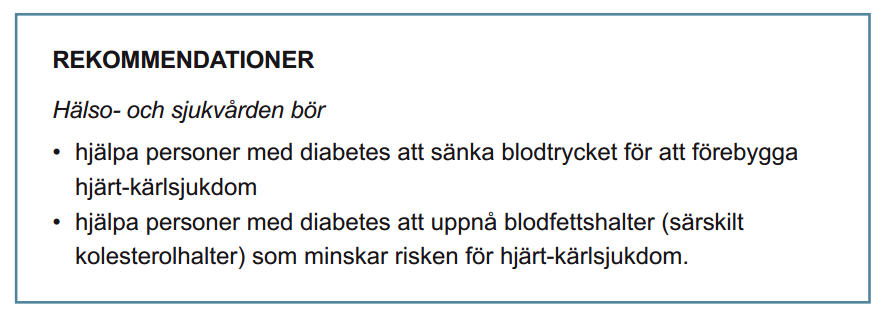 REKOMMENDATIONER
Hälso- och sjukvården bör
• hjälpa personer med diabetes att sänka blodtrycket för att förebygga
hjärt-kärlsjukdom
• hjälpa personer med diabetes att uppnå blodfettshalter (särskilt
kolesterolhalter) som minskar risken för hjärt-kärlsjukdom.